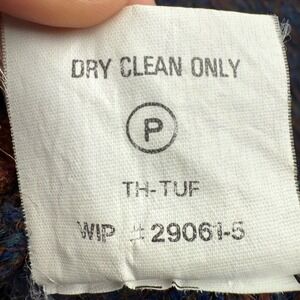 DRY CLEAN ONLY
P
TH-TUF
WIP # 29061-5